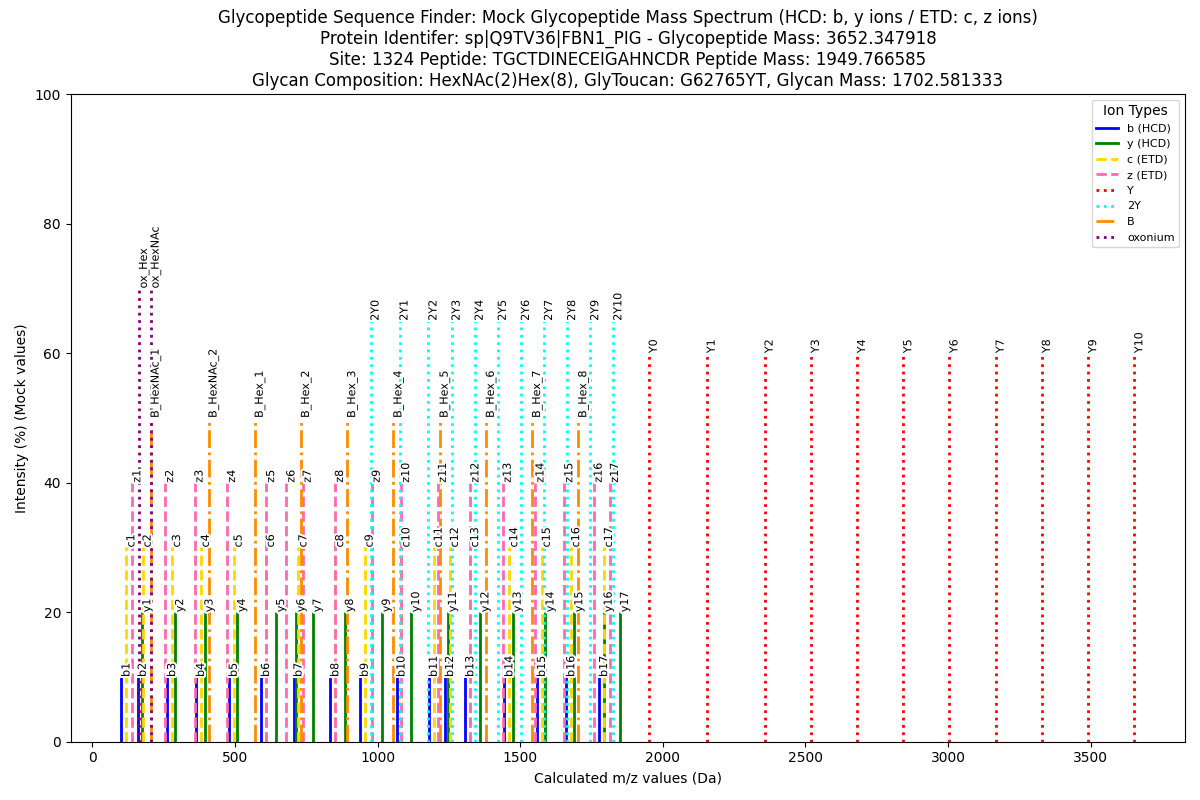 Glycopeptide Sequence Finder: Mock Glycopeptide Mass Spectrum (HCD: b, y ions / ETD: c, z ions)
Protein Identifer: sp|Q9TV36|FBN1_PIG - Glycopeptide Mass: 3652.347918
Site: 1324 Peptide: TGCTDINECEIGAHNCDR Peptide Mass: 1949.766585
Glycan Composition: HexNAc(2)Hex(8), GlyToucan: G62765YT, Glycan Mass: 1702.581333
Intensity (%) (Mock values)
100
80
60
40
20
0
Ion Types
b (HCD)
y (HCD)
c (ETD)
z (ETD)
Y
2Y
B
oxonium
ox_Hex
ox_HexNAc
2Y0
2Y1
2Y2
2Y3
2Y4
2Y5
2Y6
2Y7
2Y8
2Y9
2Y10
Y0
Y1
Y2
Y3
Y4
Y5
Y6
Y7
Y8
Y9
Y10
B_HexNAc_1
B_HexNAc_2
B_Hex_1
B_Hex_2
B_Hex_3
B_Hex_4
B_Hex_5
B_Hex_6
B_Hex_7
B_Hex_8
z1
z2
z3
z4
z5
z6
z7
z8
z9
z10
z11
z12
z13
z14
z15
z16
z17
c1
c2
c3
c4
c5
c6
c7
c8
c9
c10
c11
c12
c13
c14
c15
c16
c17
y1
y2
y3
y4
y5
y6
y7
y8
y9
y10
y11
y12
y13
y14
y15
y16
y17
b1
b2
b3
b4
b5
b6
b7
b8
b9
b10
b11
b12
b13
b14
b15
b16
b17
0
500
1000
1500
2000
2500
3000
3500
Calculated m/z values (Da)